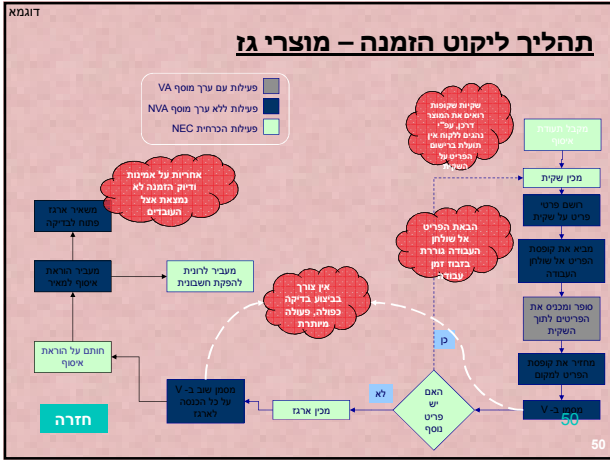 דוגמא
תהליך ליקוט הזמנה – מוצרי גז
פעילות עם ערך מוסף VA
פעילות ללא ערך מוסף NVA
פעילות הכרחית NEC
שקיות שקופות
רואים את המוצר
דרכן, עפ"י
נהגים ללקוח אין
תועלת ברישום
הפריט על
השקית
מקבל תעודת
איסוף
מכין שקית
רושם פרטי
פריט על שקית
מביא את קופסת
הפריט אל שולחן
העבודה
סופר ומכניס את
הפריטים לתוך
השקית
מחזיר את קופסת
הפריט למקום
מסמן ב- V
הבאת הפריט
אל שולחן
העבודה גוררת
בזבוז זמן
עבודה
כן
האם
יש
פריט
נוסף
לא
מכין ארגז
אין צורך
בביצוע בדיקה
כפולה, פעולה
מיותרת
מסמן שוב ב- V
על כל הכנסה
לארגז
חותם על הוראת
איסוף
מעביר הוראת
איסוף למאיר
מעביר לרונית
להפקת חשבונית
משאיר ארגז
פתוח לבדיקה
אחריות על אמינות
ודיוק הזמנה לא
נמצאת אצל
העובדים
חזרה
50
50